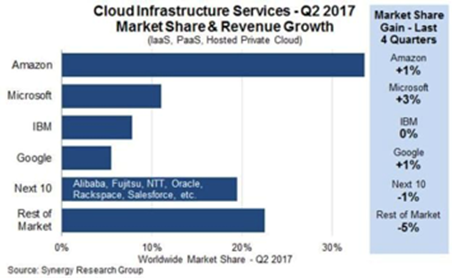 Cloud Infrastructure Services - Q2 2017
Market Share & Revenue Growth
(IaaS, PaaS, Hosted Private Cloud)
Amazon
Microsoft
IBM
Google
Next 10
Alibaba, Fujitsu, NTT, Oracle,
Rackspace, Salesforce, etc.
Rest of
Market
0% 10% 20% 30%
Worldwide Market Share - Q2 2017
Source: Synergy Research Group
Market Share
Gain - Last
4 Quarters
Amazon
+1%
Microsoft
+3%
IBM
0%
Google
+1%
Next 10
-1%
Rest of Market
-5%